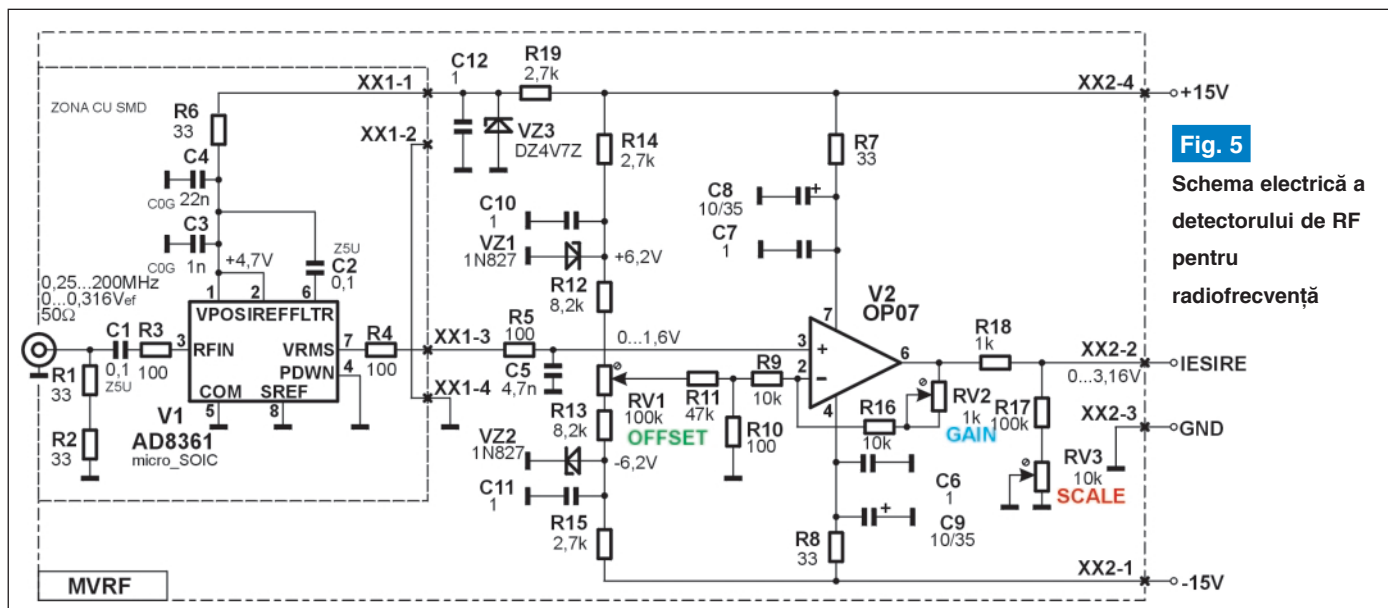 ZONA CU SMD
XX1-1
XX1-2
XX1-3
XX1-4
R6
33
C4
22n
C0G
C3
1n
C0G
+4,7V
Z5U
C2
0,1
0,25...200MHz
0...0,316Vef
50Ω
R1
33
R2
33
C1
0,1
Z5U
R3
100
1
2
6
VPOS
IREF
FLTR
3
RFIN
VRMS
7
PDWN
4
COM
SREF
5
8
V1
AD8361
micro_SOIC
R4
100
C12
1
R19
2,7k
VZ3
DZ4V7Z
R14
2,7k
C10
1
VZ1
1N827
+6,2V
R12
8,2k
R5
100
0...1,6V
C5
4,7n
RV1
100k
OFFSET
R13
8,2k
VZ2
1N827
-6,2V
C11
1
R15
2,7k
R11
47k
R10
100
R9
10k
R7
33
C8
10/35
+
C7
1
V2
OP07
7
3
+
2
−
6
4
R16
10k
RV2
1k
GAIN
C6
1
C9
10/35
+
R8
33
R18
1k
R17
100k
RV3
10k
SCALE
XX2-4
+15V
XX2-2
IESIRE
0...3,16V
XX2-3
GND
XX2-1
-15V
MVRF
Fig. 5
Schema electrică a
detectorului de RF
pentru
radiofrecvență